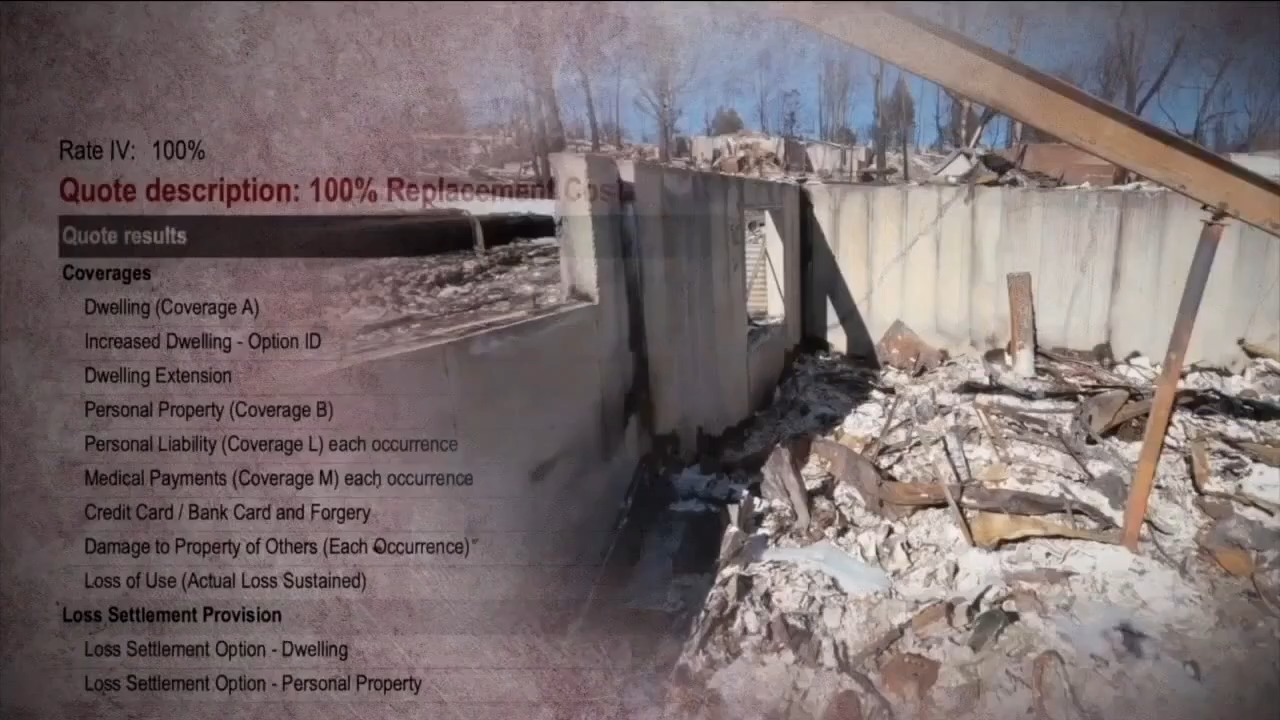 Rate IV: 100%
Quote description: 100% Replacement Cost
Quote results
Coverages
Dwelling (Coverage A)
Increased Dwelling - Option ID
Dwelling Extension
Personal Property (Coverage B)
Personal Liability (Coverage L) each occurrence
Medical Payments (Coverage M) each occurrence
Credit Card / Bank Card and Forgery
Damage to Property of Others (Each Occurrence)
Loss of Use (Actual Loss Sustained)
Loss Settlement Provision
Loss Settlement Option - Dwelling
Loss Settlement Option - Personal Property